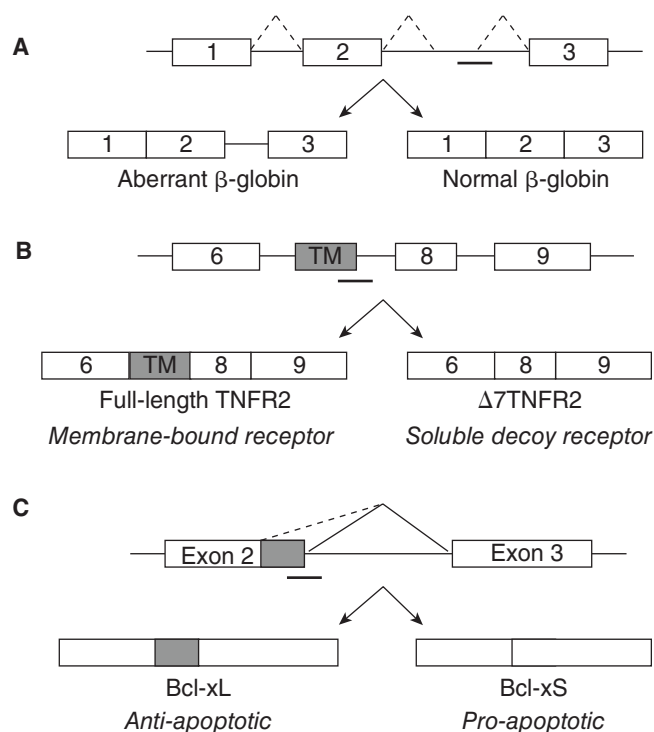 A
1 2 3
1 2 3 1 2 3
Aberrant β-globin Normal β-globin
B
6 TM 8 9
6 TM 8 9 6 8 9
Full-length TNFR2 Δ7TNFR2
Membrane-bound receptor Soluble decoy receptor
C
Exon 2 Exon 3
Bcl-xL Bcl-xS
Anti-apoptotic Pro-apoptotic